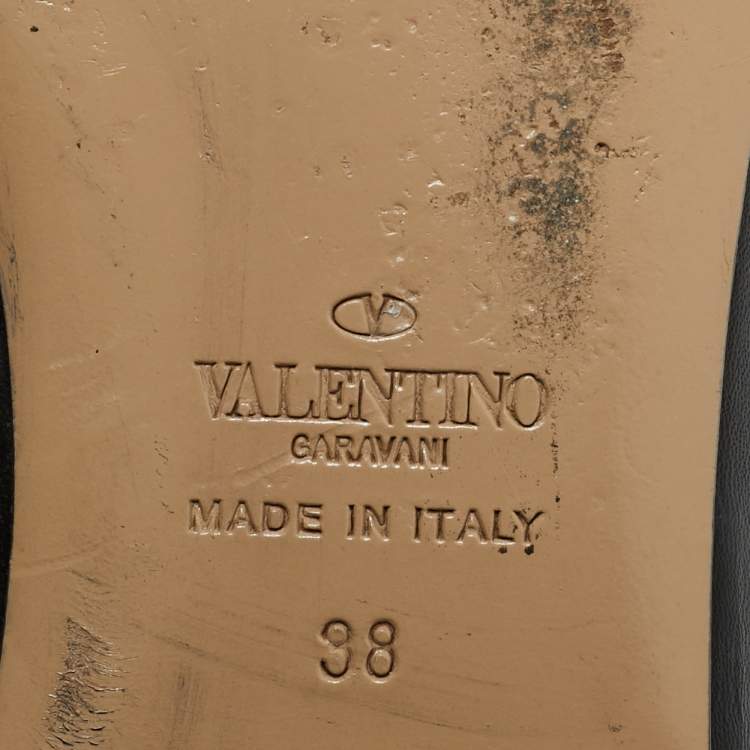 V
VALENTINO
GARAVANI
MADE IN ITALY
38